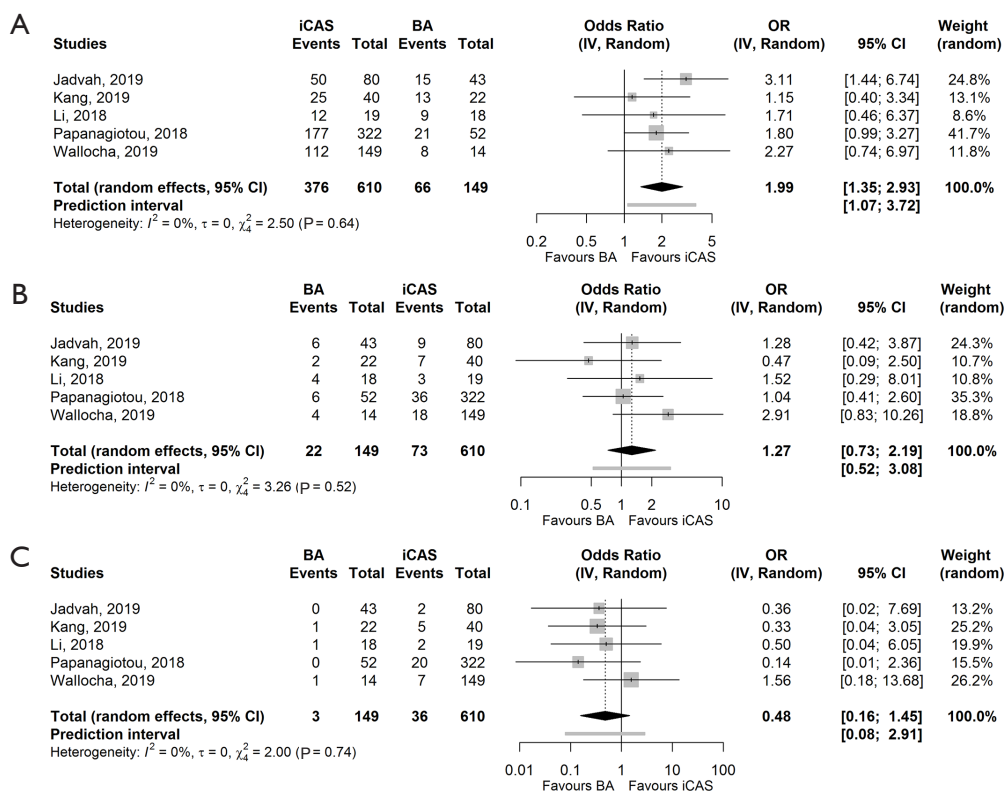 A
iCAS BA Odds Ratio OR Weight
Studies Events Total Events Total (IV, Random) (IV, Random) 95% CI (random)
Jadvah, 2019 50 80 15 43 3.11 [1.44; 6.74] 24.8%
Kang, 2019 25 40 13 22 1.15 [0.40; 3.34] 13.1%
Li, 2018 12 19 9 18 1.71 [0.46; 6.37] 8.6%
Papanagiotou, 2018 177 322 21 52 1.80 [0.99; 3.27] 41.7%
Wallocha, 2019 112 149 8 14 2.27 [0.74; 6.97] 11.8%
Total (random effects, 95% CI) 376 610 66 149 1.99 [1.35; 2.93] 100.0%
Prediction interval [1.07; 3.72]
Heterogeneity: I² = 0%, τ = 0, χ²₄ = 2.50 (P = 0.64)
0.2 0.5 1 2 5
Favours BA Favours iCAS
B
BA iCAS Odds Ratio OR Weight
Studies Events Total Events Total (IV, Random) (IV, Random) 95% CI (random)
Jadvah, 2019 6 43 9 80 1.28 [0.42; 3.87] 24.3%
Kang, 2019 2 22 7 40 0.47 [0.09; 2.50] 10.7%
Li, 2018 4 18 3 19 1.52 [0.29; 8.01] 10.8%
Papanagiotou, 2018 6 52 36 322 1.04 [0.41; 2.60] 35.3%
Wallocha, 2019 4 14 18 149 2.91 [0.83; 10.26] 18.8%
Total (random effects, 95% CI) 22 149 73 610 1.27 [0.73; 2.19] 100.0%
Prediction interval [0.52; 3.08]
Heterogeneity: I² = 0%, τ = 0, χ²₄ = 3.26 (P = 0.52)
0.1 0.5 1 2 10
Favours BA Favours iCAS
C
BA iCAS Odds Ratio OR Weight
Studies Events Total Events Total (IV, Random) (IV, Random) 95% CI (random)
Jadvah, 2019 0 43 2 80 0.36 [0.02; 7.69] 13.2%
Kang, 2019 1 22 5 40 0.33 [0.04; 3.05] 25.2%
Li, 2018 1 18 2 19 0.50 [0.04; 6.05] 19.9%
Papanagiotou, 2018 0 52 20 322 0.14 [0.01; 2.36] 15.5%
Wallocha, 2019 1 14 7 149 1.56 [0.18; 13.68] 26.2%
Total (random effects, 95% CI) 3 149 36 610 0.48 [0.16; 1.45] 100.0%
Prediction interval [0.08; 2.91]
Heterogeneity: I² = 0%, τ = 0, χ²₄ = 2.00 (P = 0.74)
0.01 0.1 1 10 100
Favours BA Favours iCAS